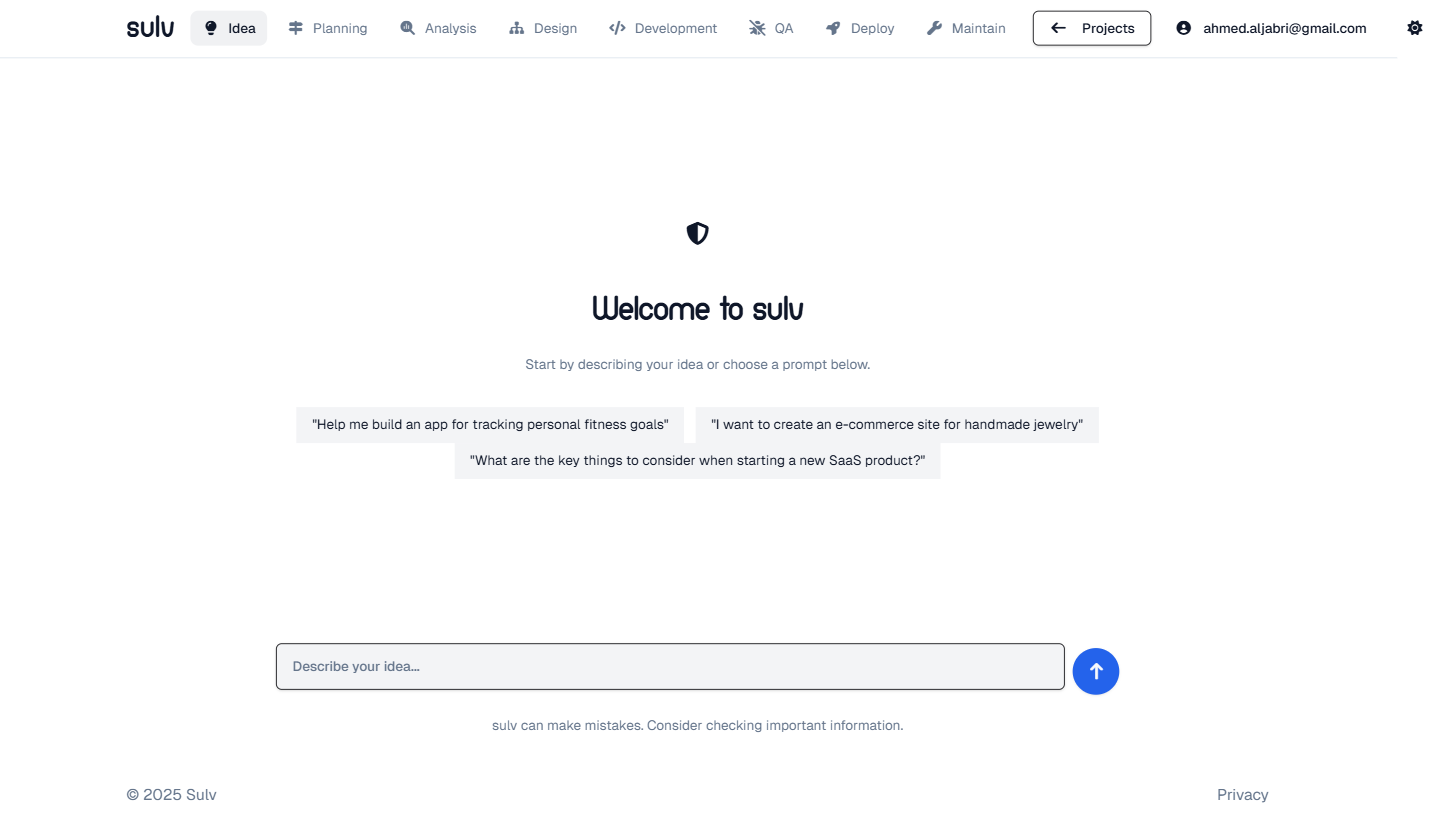 sulv Idea Planning Analysis Design Development QA Deploy Maintain Projects ahmed.aljabri@gmail.com
Welcome to sulv
Start by describing your idea or choose a prompt below.
"Help me build an app for tracking personal fitness goals" "I want to create an e-commerce site for handmade jewelry"
"What are the key things to consider when starting a new SaaS product?"
Describe your idea...
sulv can make mistakes. Consider checking important information.
© 2025 Sulv Privacy